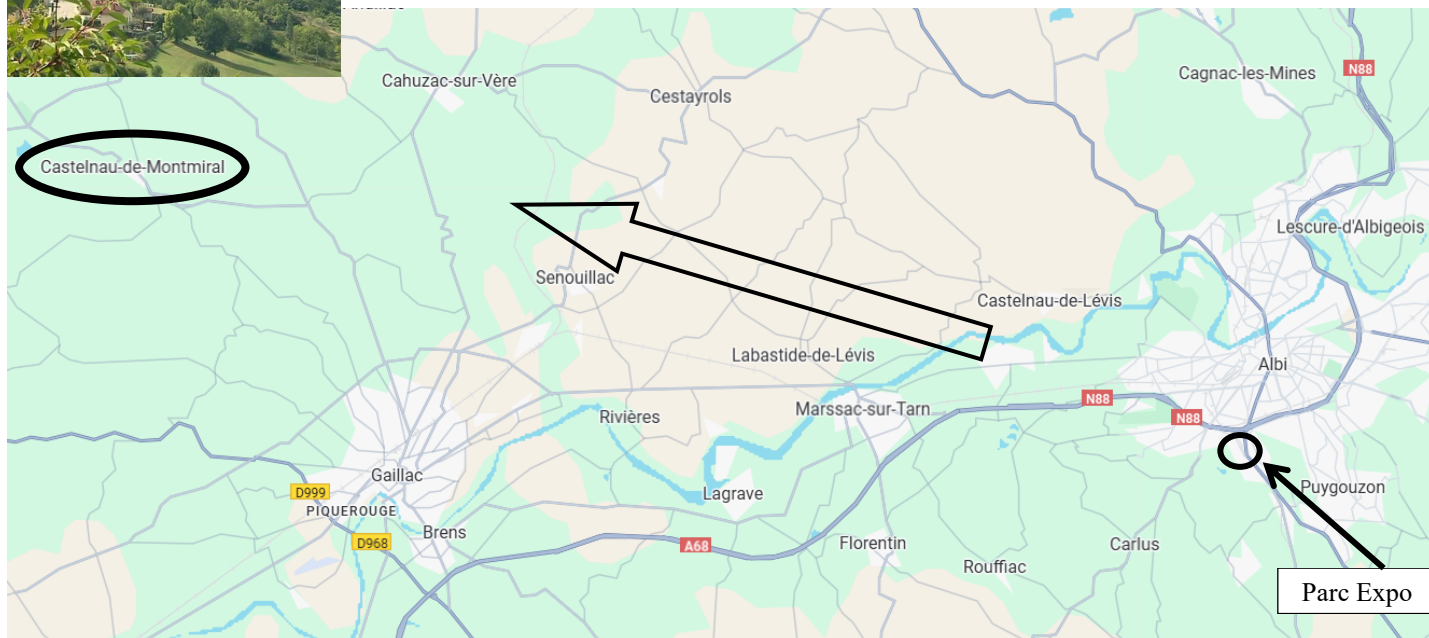 Cahuzac-sur-Vère
Cestayrols
Cagnac-les-Mines
N88
Castelnau-de-Montmiral
Lescure-d'Albigeois
Senouillac
Castelnau-de-Lévis
Labastide-de-Lévis
Albi
N88
Marssac-sur-Tarn
Rivières
N88
Gaillac
D999
Lagrave
Puygouzon
PIQUEROUGE
Brens
D968
A68
Florentin
Carlus
Rouffiac
Parc Expo